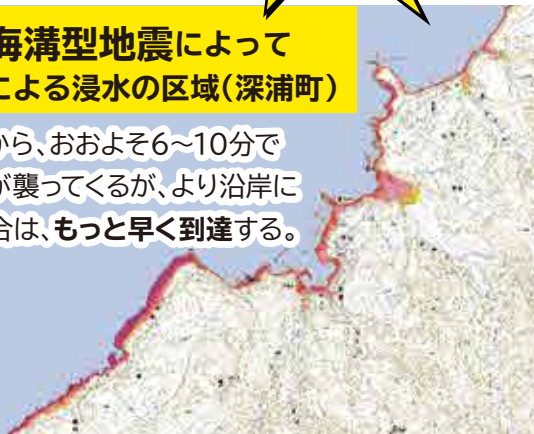 海溝型地震によって
による浸水の区域(深浦町)
から、おおよそ6〜10分で
が襲ってくるが、より沿岸に
合は、もっと早く到達する。